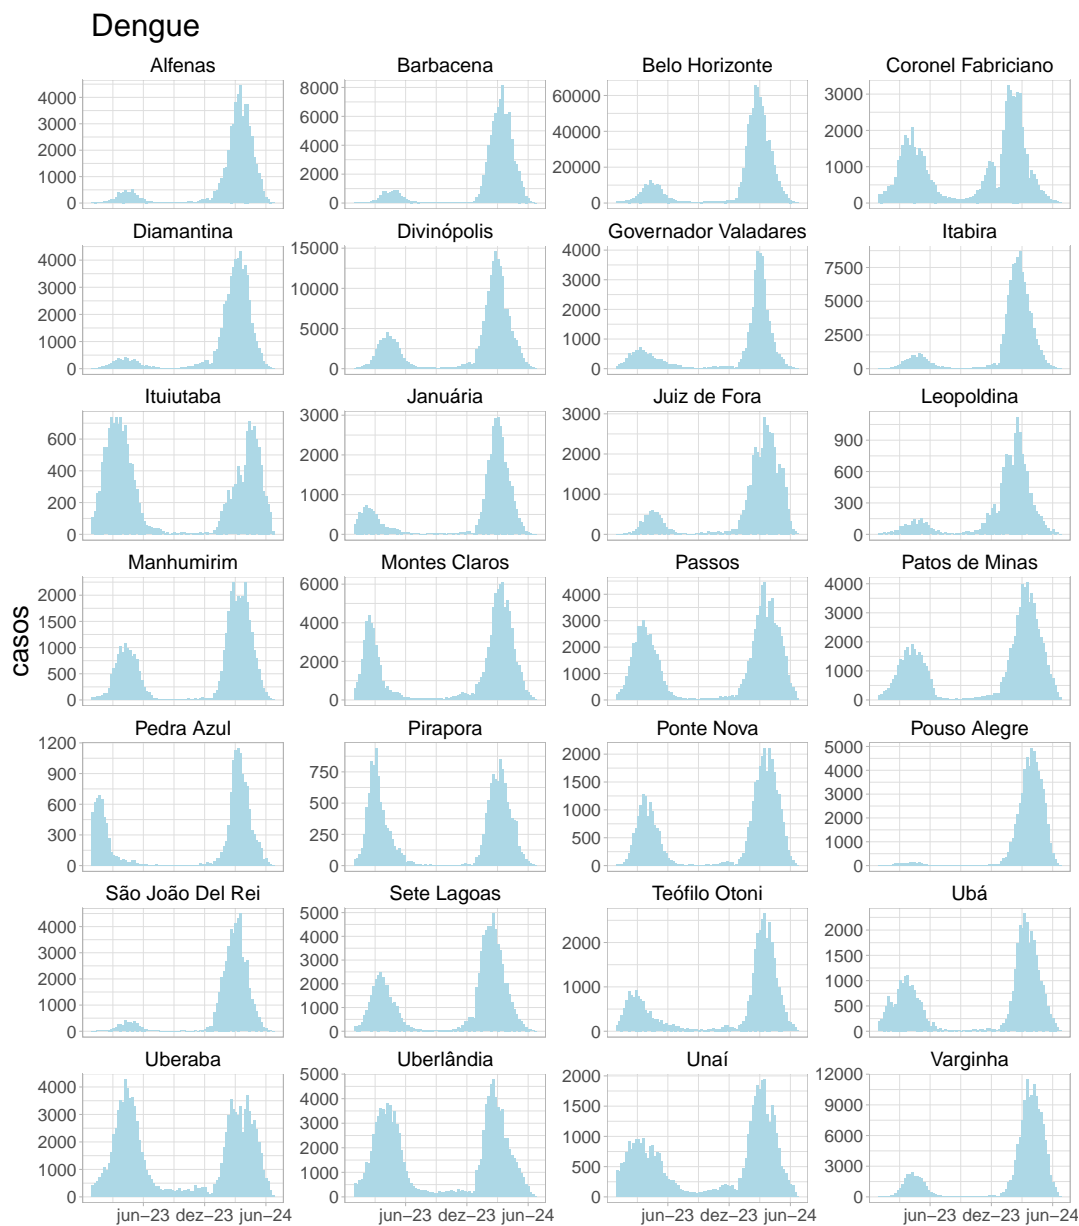 Dengue
Alfenas Barbacena Belo Horizonte Coronel Fabriciano
4000 3000 2000 1000 0
8000 6000 4000 2000 0
60000 40000 20000 0
3000 2000 1000 0
Diamantina Divinópolis Governador Valadares Itabira
4000 3000 2000 1000 0
15000 10000 5000 0
4000 3000 2000 1000 0
7500 5000 2500 0
Ituiutaba Januária Juiz de Fora Leopoldina
600 400 200 0
3000 2000 1000 0
3000 2000 1000 0
900 600 300 0
casos
Manhumirim Montes Claros Passos Patos de Minas
2000 1500 1000 500 0
6000 4000 2000 0
4000 3000 2000 1000 0
4000 3000 2000 1000 0
Pedra Azul Pirapora Ponte Nova Pouso Alegre
1200 900 600 300 0
750 500 250 0
2000 1500 1000 500 0
5000 4000 3000 2000 1000 0
São João Del Rei Sete Lagoas Teófilo Otoni Ubá
4000 3000 2000 1000 0
5000 4000 3000 2000 1000 0
2000 1000 0
2000 1500 1000 500 0
Uberaba Uberlândia Unaí Varginha
4000 3000 2000 1000 0
5000 4000 3000 2000 1000 0
2000 1500 1000 500 0
12000 9000 6000 3000 0
jun–23 dez–23 jun–24 jun–23 dez–23 jun–24 jun–23 dez–23 jun–24 jun–23 dez–23 jun–24